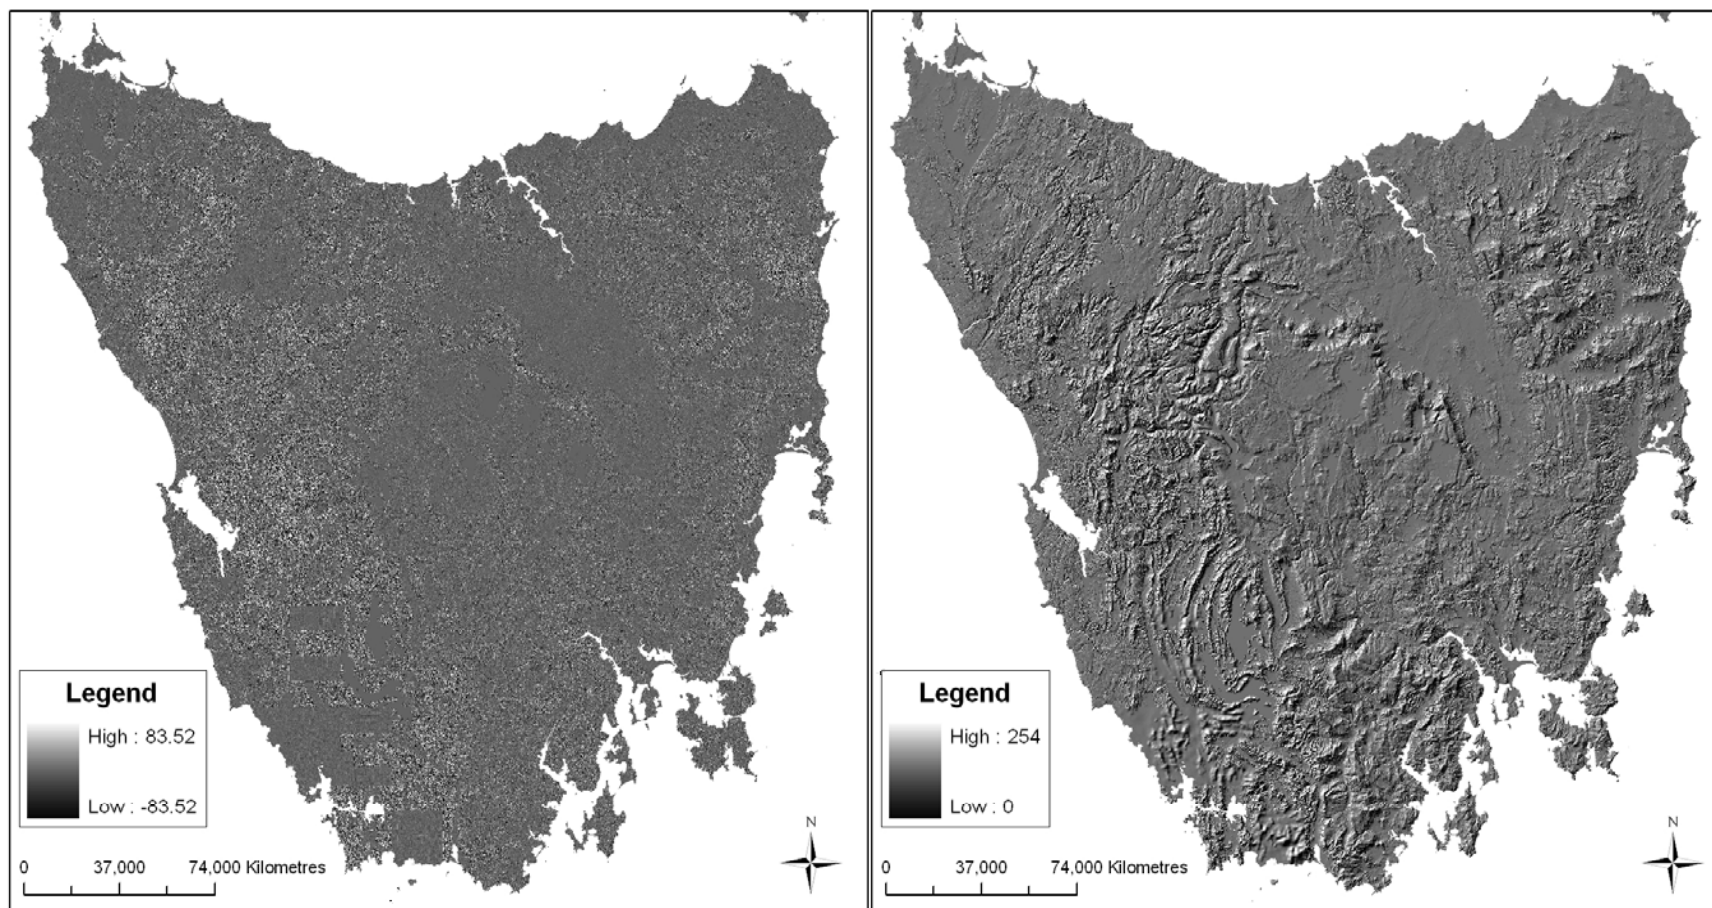 Legend
High : 83.52
Low : -83.52
0 37,000 74,000 Kilometres
N
Legend
High : 254
Low : 0
0 37,000 74,000 Kilometres
N